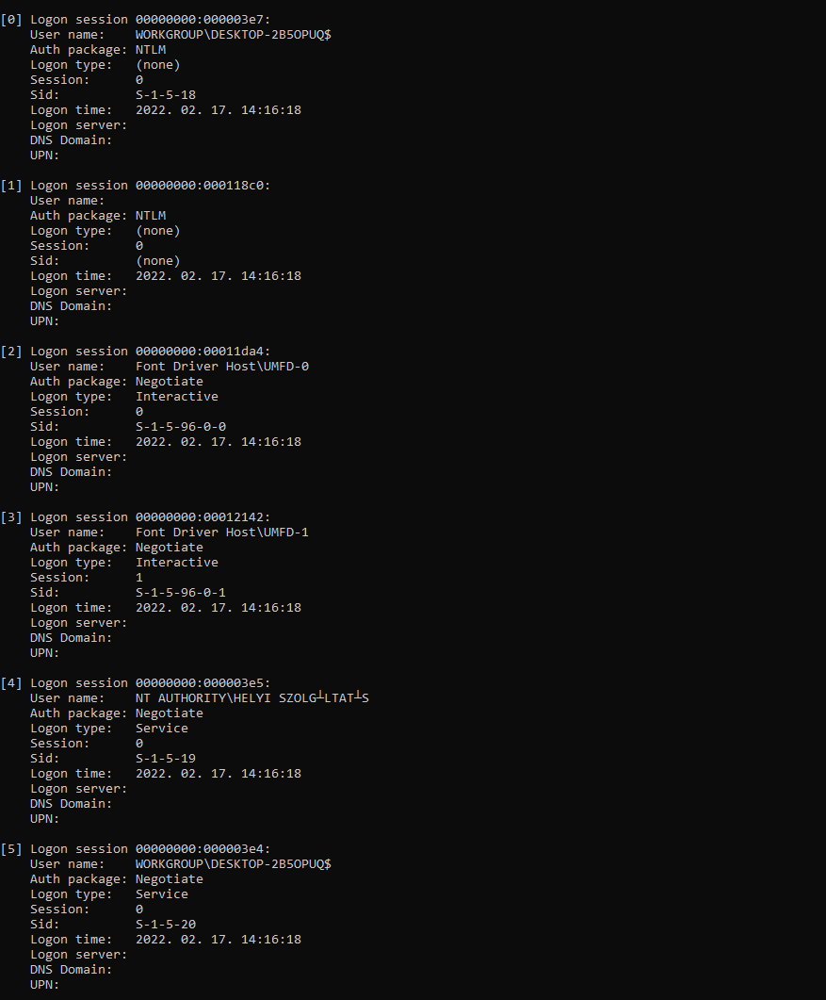 [0] Logon session 00000000:000003e7:
    User name:    WORKGROUP\DESKTOP-2B5OPUQ$
    Auth package: NTLM
    Logon type:   (none)
    Session:      0
    Sid:          S-1-5-18
    Logon time:   2022. 02. 17. 14:16:18
    Logon server:
    DNS Domain:
    UPN:

[1] Logon session 00000000:000118c0:
    User name:
    Auth package: NTLM
    Logon type:   (none)
    Session:      0
    Sid:          (none)
    Logon time:   2022. 02. 17. 14:16:18
    Logon server:
    DNS Domain:
    UPN:

[2] Logon session 00000000:00011da4:
    User name:    Font Driver Host\UMFD-0
    Auth package: Negotiate
    Logon type:   Interactive
    Session:      0
    Sid:          S-1-5-96-0-0
    Logon time:   2022. 02. 17. 14:16:18
    Logon server:
    DNS Domain:
    UPN:

[3] Logon session 00000000:00012142:
    User name:    Font Driver Host\UMFD-1
    Auth package: Negotiate
    Logon type:   Interactive
    Session:      1
    Sid:          S-1-5-96-0-1
    Logon time:   2022. 02. 17. 14:16:18
    Logon server:
    DNS Domain:
    UPN:

[4] Logon session 00000000:000003e5:
    User name:    NT AUTHORITY\HELYI SZOLG┴LTAT┴S
    Auth package: Negotiate
    Logon type:   Service
    Session:      0
    Sid:          S-1-5-19
    Logon time:   2022. 02. 17. 14:16:18
    Logon server:
    DNS Domain:
    UPN:

[5] Logon session 00000000:000003e4:
    User name:    WORKGROUP\DESKTOP-2B5OPUQ$
    Auth package: Negotiate
    Logon type:   Service
    Session:      0
    Sid:          S-1-5-20
    Logon time:   2022. 02. 17. 14:16:18
    Logon server:
    DNS Domain:
    UPN: